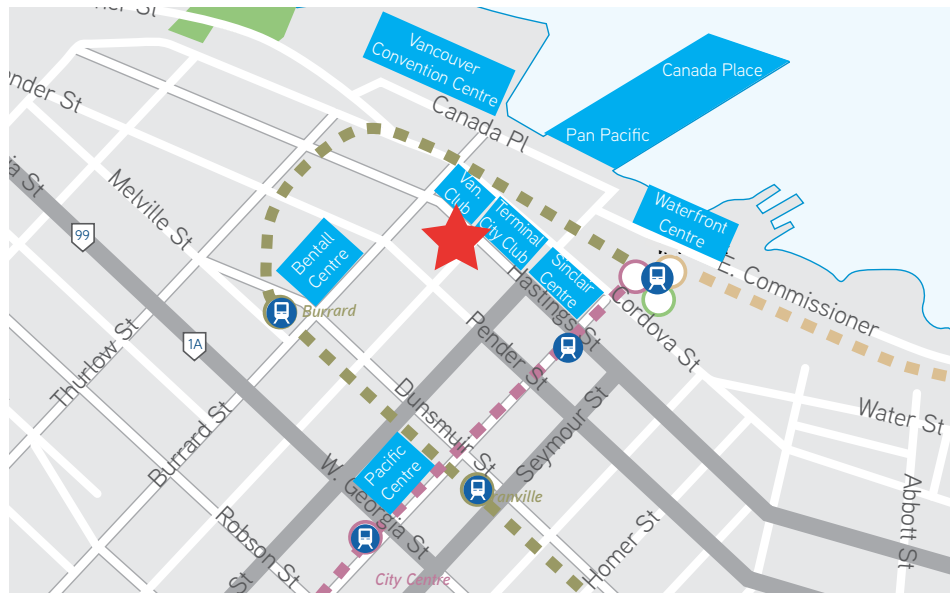 Vancouver
Convention Centre
Canada Place
Pan Pacific
Canada Pl
Van.
Club
Terminal
City Club
Sinclair
Centre
Waterfront
Centre
E. Commissioner
Melville St
99
Bentall
Centre
Burrard
Hastings St
Cordova St
Pender St
1A
Thurlow St
Burrard St
Dunsmuir St
Seymour St
Water St
Abbott St
Pacific
Centre
W. Georgia St
Robson St
Homer St
City Centre
St